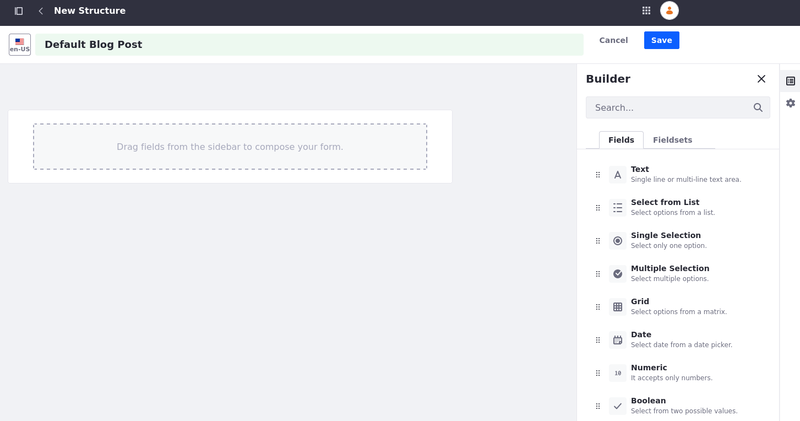 New Structure
en-US
Default Blog Post
Cancel
Save
Builder
Search...
Fields
Fieldsets
Drag fields from the sidebar to compose your form.
A
Text
Single line or multi-line text area.
Select from List
Select options from a list.
Single Selection
Select only one option.
Multiple Selection
Select multiple options.
Grid
Select options from a matrix.
Date
Select date from a date picker.
10
Numeric
It accepts only numbers.
Boolean
Select from two possible values.